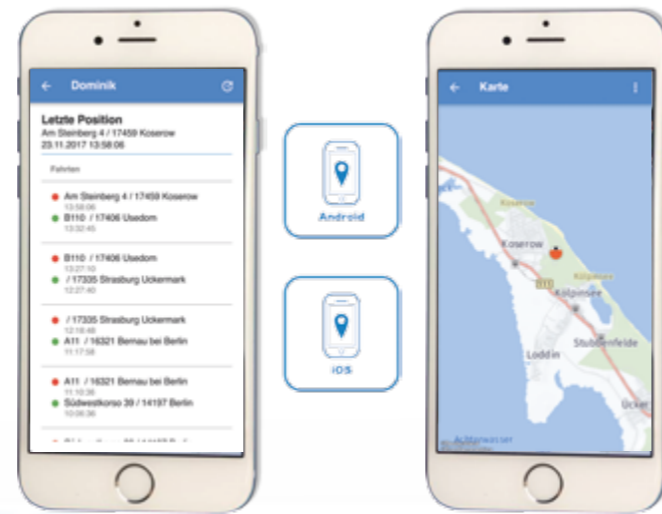 Dominik
Letzte Position
Am Steinberg 4 / 17459 Koserow
23.11.2017 13:58:06
Fahrten
Am Steinberg 4 / 17459 Koserow
13:58:06
B110 / 17406 Usedom
13:32:45
B110 / 17406 Usedom
13:27:10
/ 17335 Strasburg Uckermark
12:27:40
/ 17335 Strasburg Uckermark
12:18:48
A11 / 16321 Bernau bei Berlin
11:17:58
A11 / 16321 Bernau bei Berlin
11:10:36
Südwestkorso 39 / 14197 Berlin
10:06:36
Android
iOS
Karte
Koserow
Koserow
Kölpinsee
B111
Kölpinsee
Stubbenfelde
Loddin
Ücker
Achterwasser